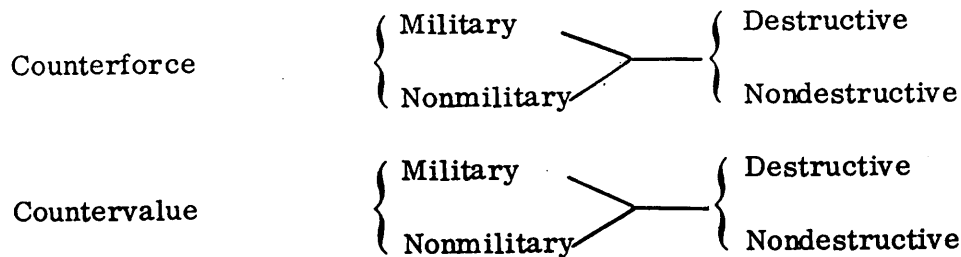 Military Destructive
Counterforce
Nonmilitary Nondestructive
Military Destructive
Countervalue
Nonmilitary Nondestructive